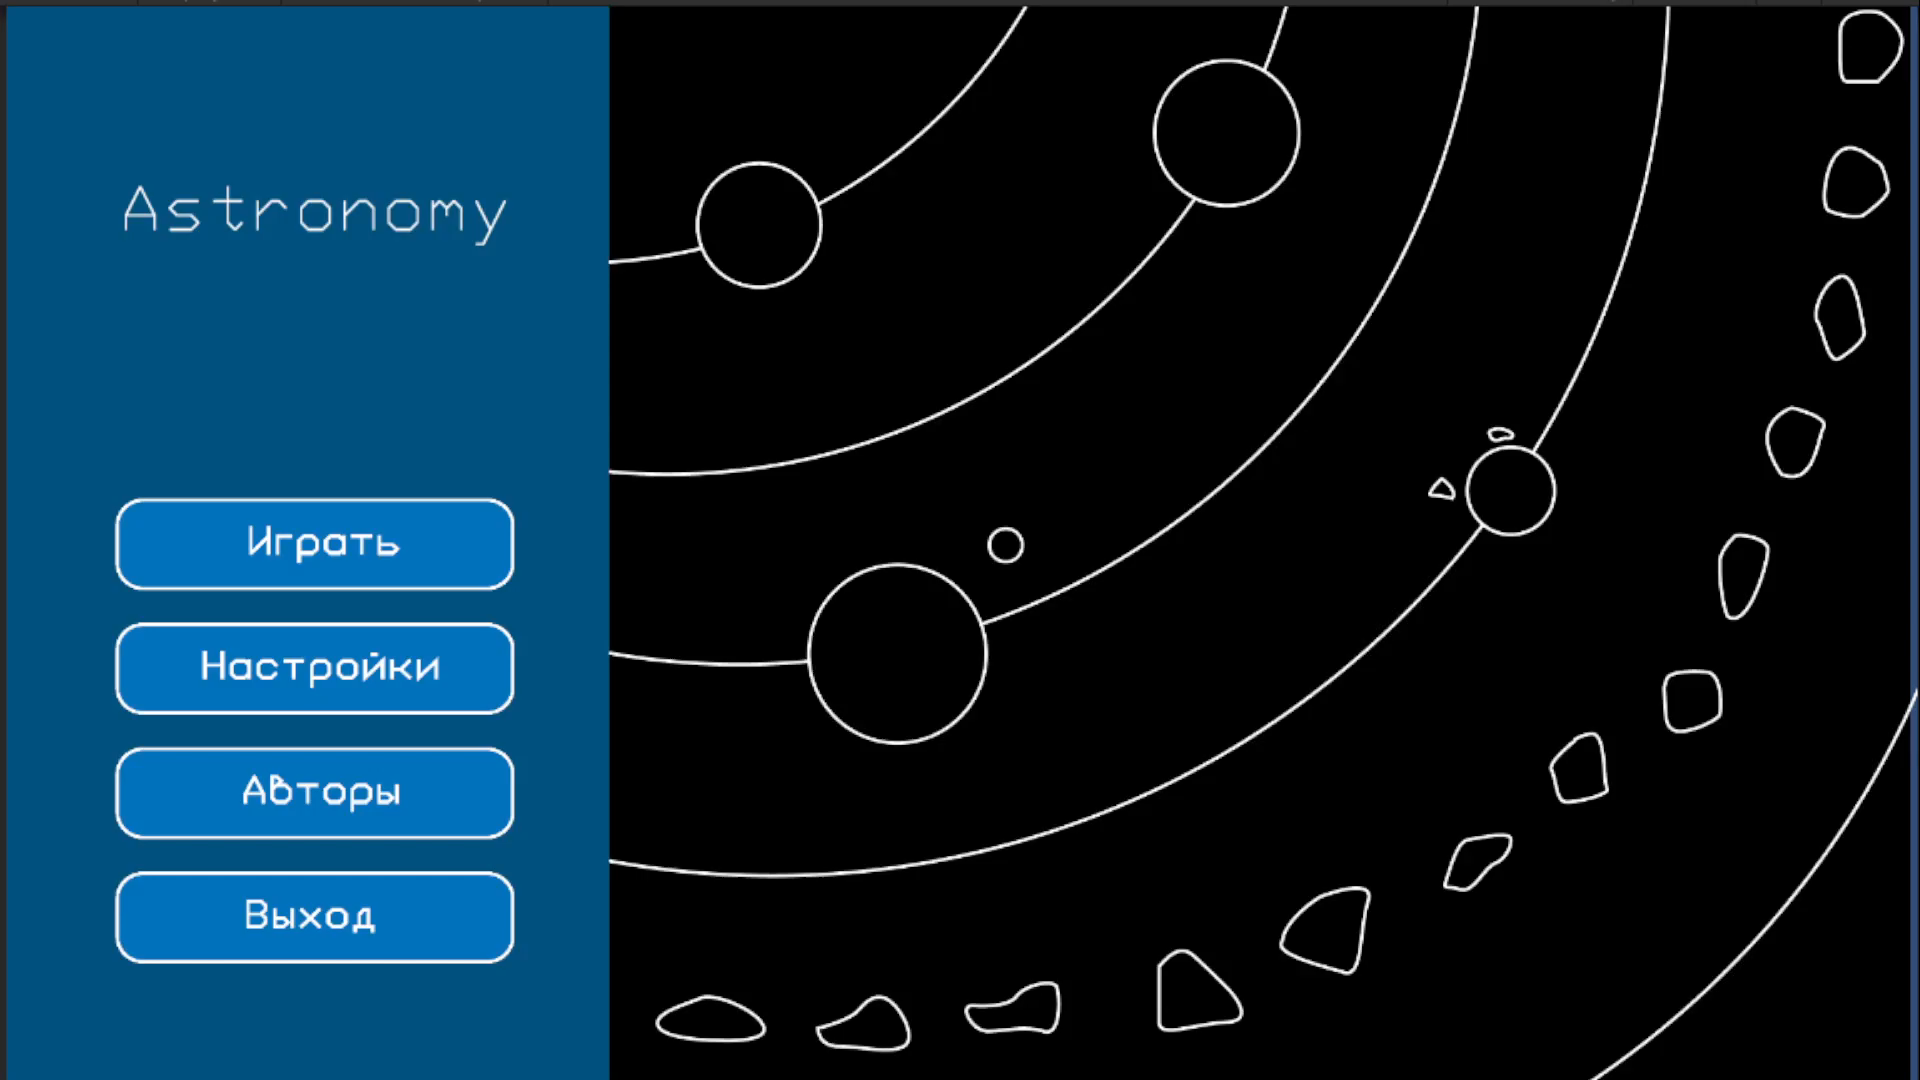 Astronomy
Играть
Настройки
Авторы
Выход